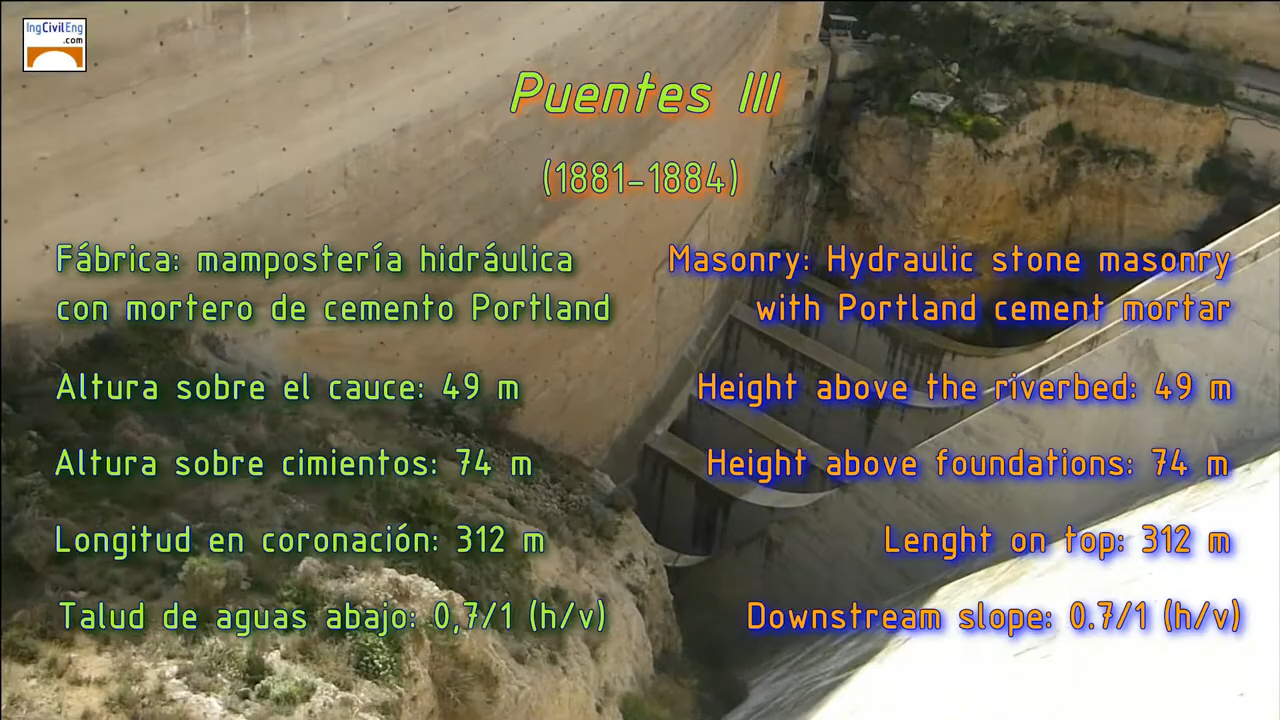 IngCivilEng
.com
Puentes III
(1881-1884)
Fábrica: mampostería hidráulica
con mortero de cemento Portland
Masonry: Hydraulic stone masonry
with Portland cement mortar
Altura sobre el cauce: 49 m
Height above the riverbed: 49 m
Altura sobre cimientos: 74 m
Height above foundations: 74 m
Longitud en coronación: 312 m
Lenght on top: 312 m
Talud de aguas abajo: 0,7/1 (h/v)
Downstream slope: 0.7/1 (h/v)